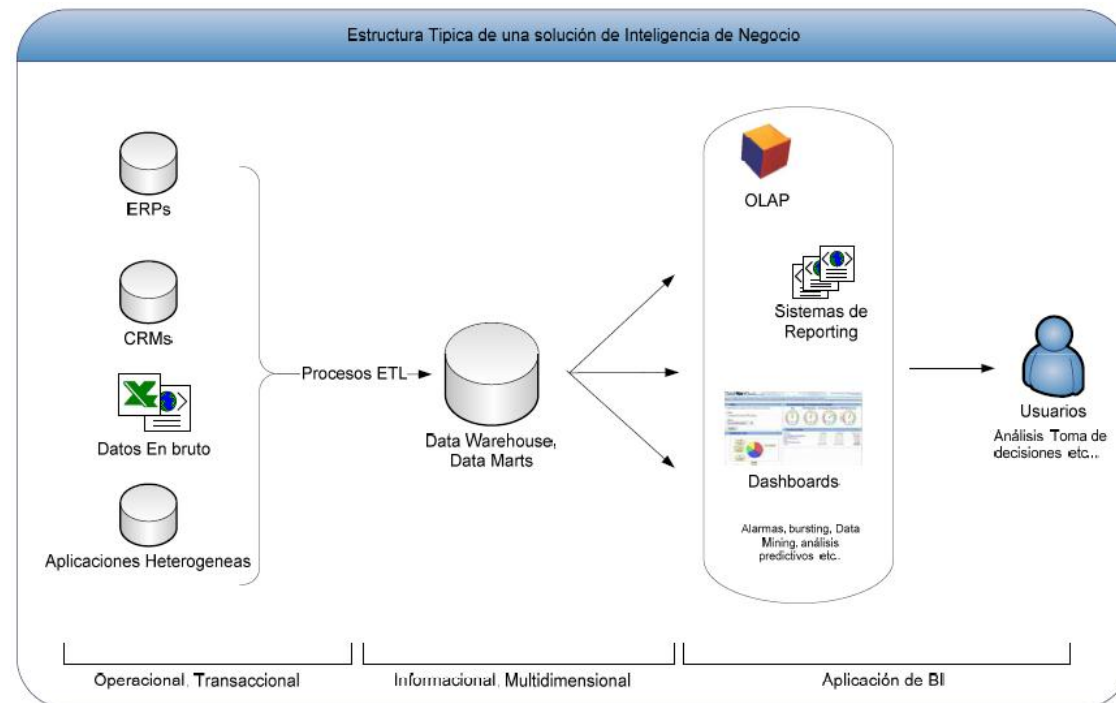 Estructura Tipica de una solución de Inteligencia de Negocio
ERPs
CRMs
Datos En bruto
Aplicaciones Heterogeneas
Procesos ETL
Data Warehouse,
Data Marts
OLAP
Sistemas de
Reporting
Dashboards
Alarmas, bursting, Data
Mining, análisis
predictivos etc..
Usuarios
Análisis Toma de
decisiones etc...
Operacional, Transaccional
Informacional, Multidimensional
Aplicación de BI